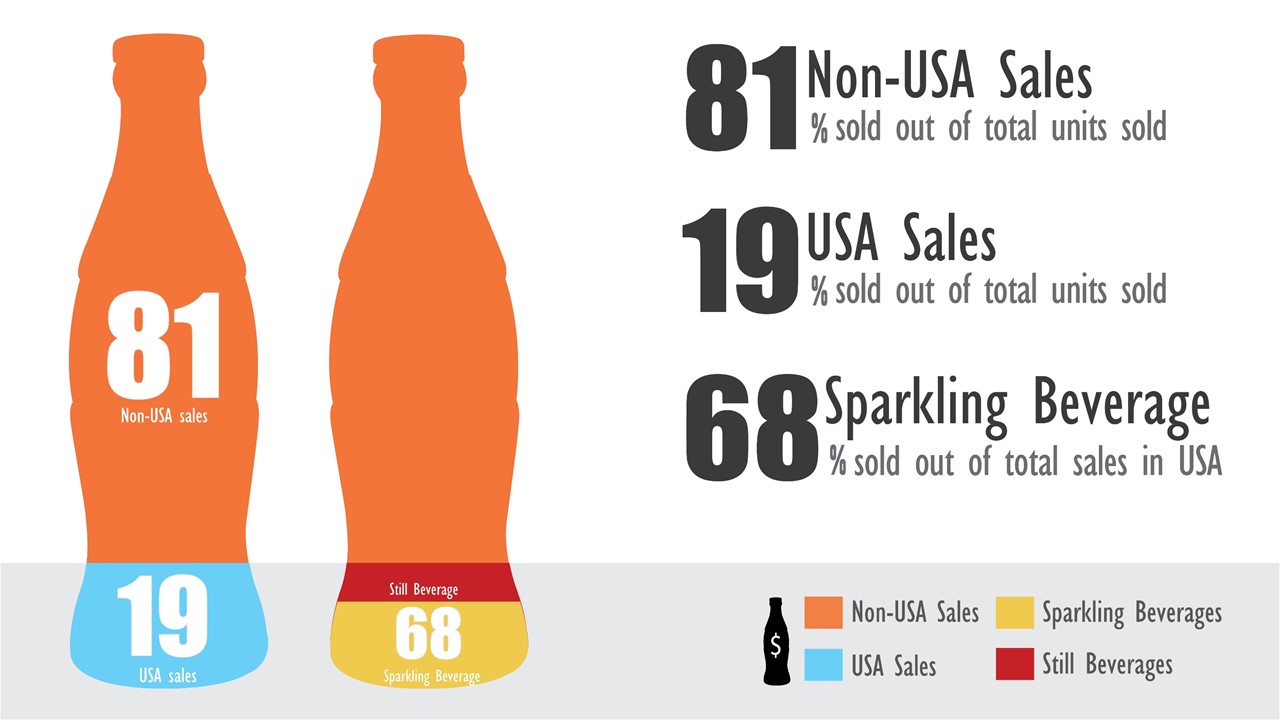 81
Non-USA sales
19
USA sales
Still Beverage
68
Sparkling Beverage
81 Non-USA Sales
% sold out of total units sold
19 USA Sales
% sold out of total units sold
68 Sparkling Beverage
% sold out of total sales in USA
$
Non-USA Sales
Sparkling Beverages
USA Sales
Still Beverages